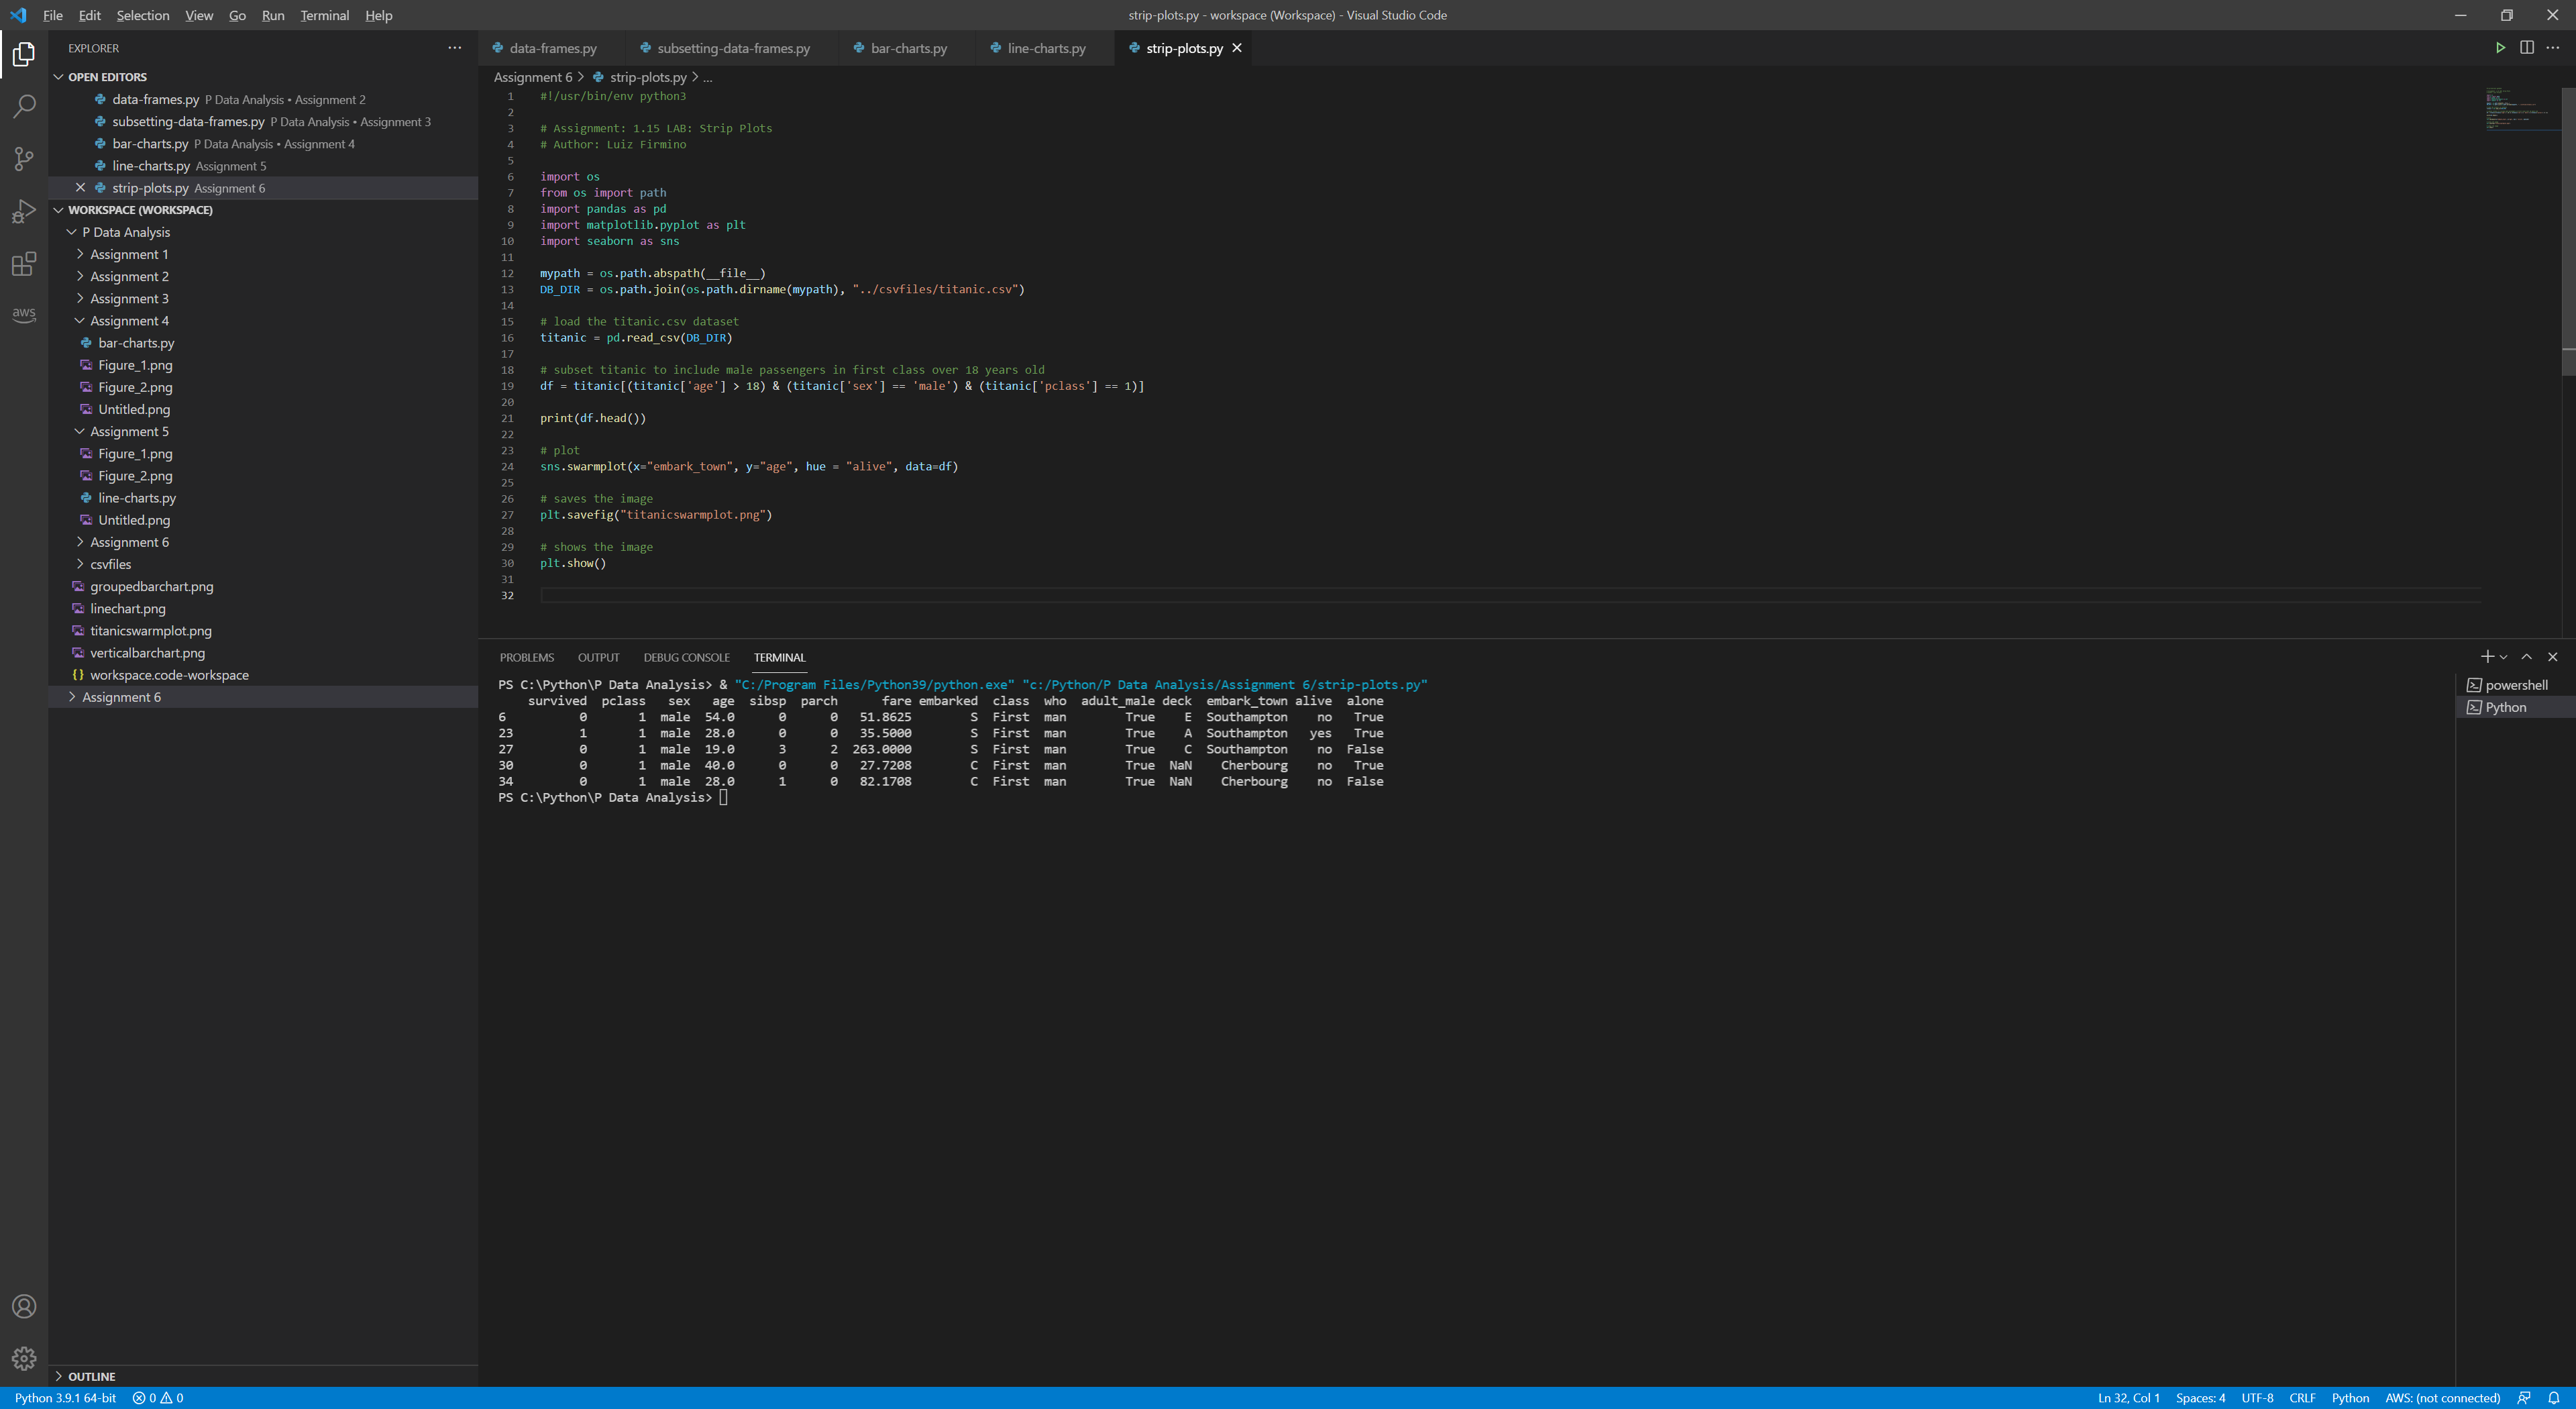 File Edit Selection View Go Run Terminal Help
strip-plots.py - workspace (Workspace) - Visual Studio Code
EXPLORER
OPEN EDITORS
data-frames.py P Data Analysis • Assignment 2
subsetting-data-frames.py P Data Analysis • Assignment 3
bar-charts.py P Data Analysis • Assignment 4
line-charts.py Assignment 5
strip-plots.py Assignment 6
WORKSPACE (WORKSPACE)
P Data Analysis
Assignment 1
Assignment 2
Assignment 3
Assignment 4
bar-charts.py
Figure_1.png
Figure_2.png
Untitled.png
Assignment 5
Figure_1.png
Figure_2.png
line-charts.py
Untitled.png
Assignment 6
csvfiles
groupedbarchart.png
linechart.png
titanicswarmplot.png
verticalbarchart.png
{} workspace.code-workspace
Assignment 6
OUTLINE
aws
data-frames.py subsetting-data-frames.py bar-charts.py line-charts.py strip-plots.py
Assignment 6 > strip-plots.py > ...
1 #!/usr/bin/env python3
2
3 # Assignment: 1.15 LAB: Strip Plots
4 # Author: Luiz Firmino
5
6 import os
7 from os import path
8 import pandas as pd
9 import matplotlib.pyplot as plt
10 import seaborn as sns
11
12 mypath = os.path.abspath(__file__)
13 DB_DIR = os.path.join(os.path.dirname(mypath), "../csvfiles/titanic.csv")
14
15 # load the titanic.csv dataset
16 titanic = pd.read_csv(DB_DIR)
17
18 # subset titanic to include male passengers in first class over 18 years old
19 df = titanic[(titanic['age'] > 18) & (titanic['sex'] == 'male') & (titanic['pclass'] == 1)]
20
21 print(df.head())
22
23 # plot
24 sns.swarmplot(x="embark_town", y="age", hue = "alive", data=df)
25
26 # saves the image
27 plt.savefig("titanicswarmplot.png")
28
29 # shows the image
30 plt.show()
31
32
PROBLEMS OUTPUT DEBUG CONSOLE TERMINAL
PS C:\Python\P Data Analysis> & "C:/Program Files/Python39/python.exe" "c:/Python/P Data Analysis/Assignment 6/strip-plots.py"
survived pclass sex age sibsp parch fare embarked class who adult_male deck embark_town alive alone
6 0 1 male 54.0 0 0 51.8625 S First man True E Southampton no True
23 1 1 male 28.0 0 0 35.5000 S First man True A Southampton yes True
27 0 1 male 19.0 3 2 263.0000 S First man True C Southampton no False
30 0 1 male 40.0 0 0 27.7208 C First man True NaN Cherbourg no True
34 0 1 male 28.0 1 0 82.1708 C First man True NaN Cherbourg no False
PS C:\Python\P Data Analysis>
powershell
Python
Python 3.9.1 64-bit 0 0
Ln 32, Col 1 Spaces: 4 UTF-8 CRLF Python AWS: (not connected)